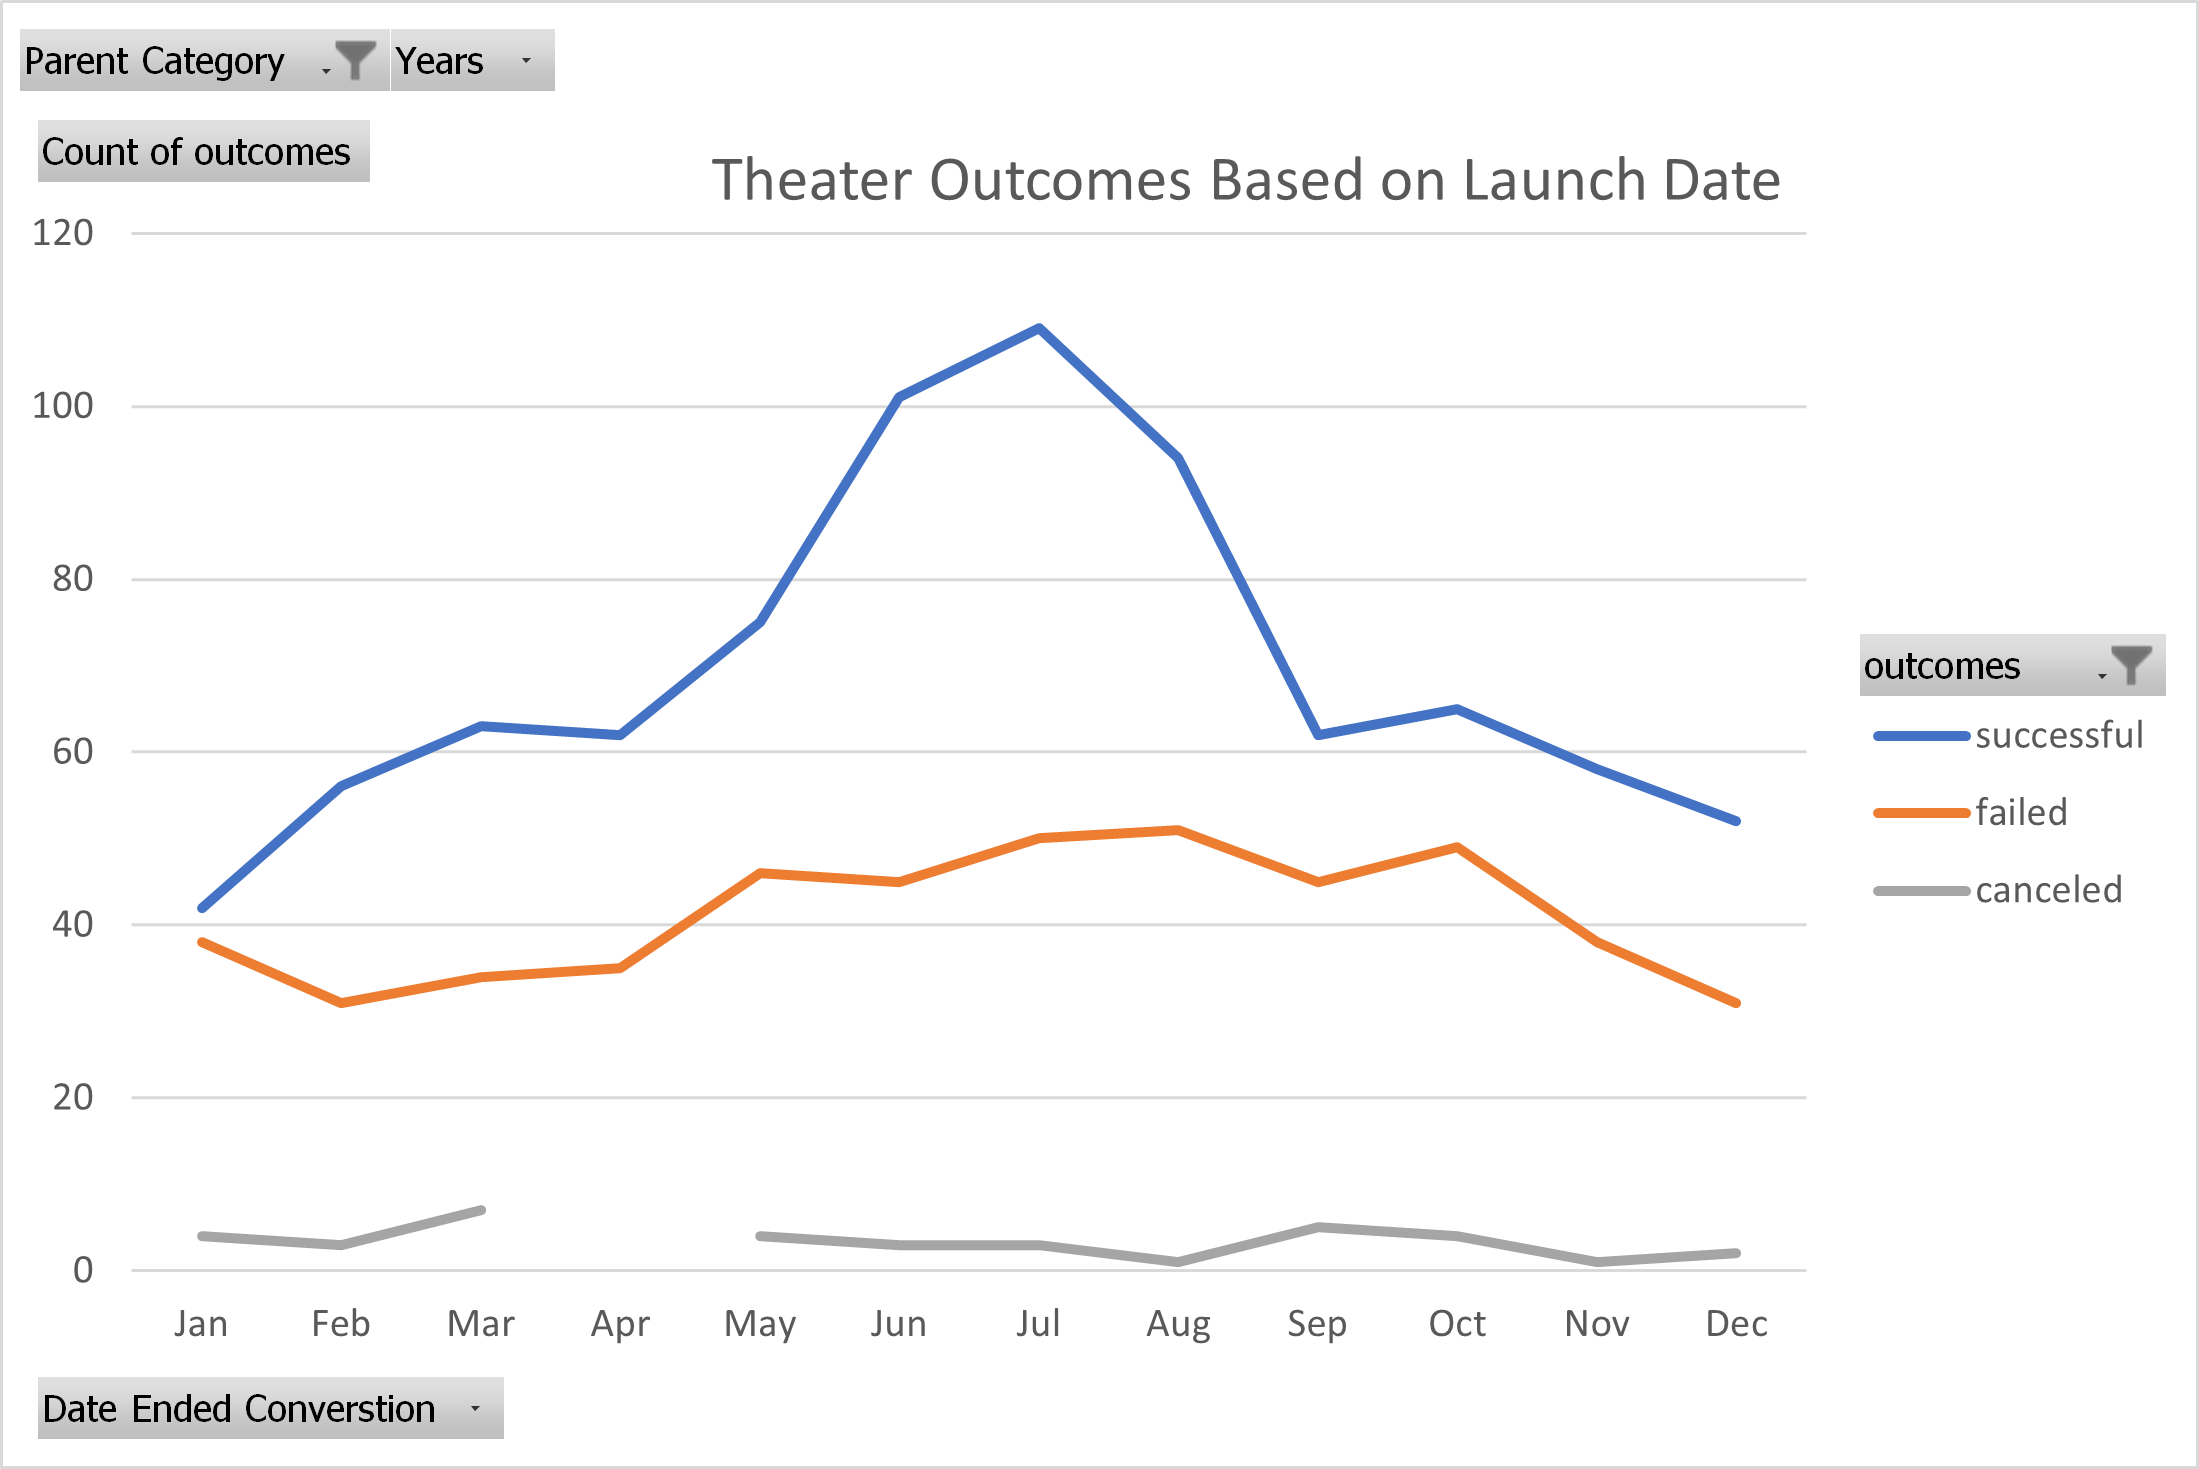 Parent Category Years
Count of outcomes
Theater Outcomes Based on Launch Date
120
100
80
60
40
20
0
Jan Feb Mar Apr May Jun Jul Aug Sep Oct Nov Dec
outcomes
successful
failed
canceled
Date Ended Converstion